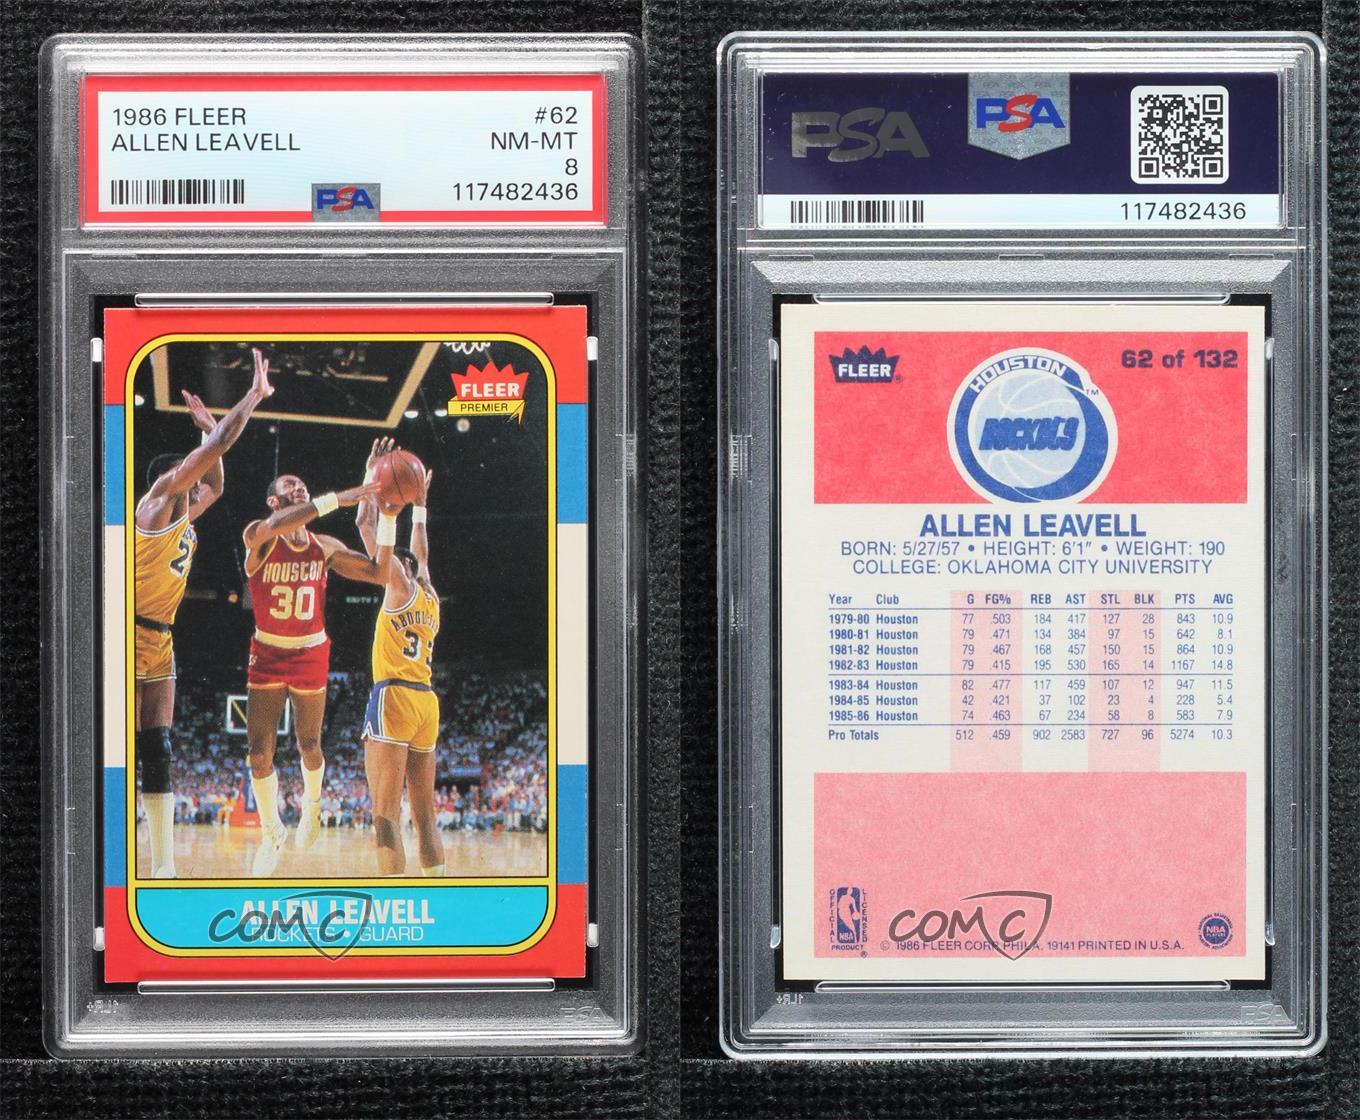 1986 FLEER #62
ALLEN LEAVELL NM-MT
8
PSA 117482436
FLEER
PREMIER
HOUSTON
30
ALLEN LEAVELL
ROCKETS • GUARD
COMC
PSA PSA
117482436
FLEER® 62 of 132
HOUSTON ™
ROCKETS
ALLEN LEAVELL
BORN: 5/27/57 • HEIGHT: 6'1" • WEIGHT: 190
COLLEGE: OKLAHOMA CITY UNIVERSITY
Year Club G FG% REB AST STL BLK PTS AVG
1979-80 Houston 77 .503 184 417 127 28 843 10.9
1980-81 Houston 79 .471 134 384 97 15 642 8.1
1981-82 Houston 79 .467 168 457 150 15 864 10.9
1982-83 Houston 79 .415 195 530 165 14 1167 14.8
1983-84 Houston 82 .477 117 459 107 12 947 11.5
1984-85 Houston 42 .421 37 102 23 4 228 5.4
1985-86 Houston 74 .463 67 234 58 8 583 7.9
Pro Totals 512 .459 902 2583 727 96 5274 10.3
OFFICIAL LICENSED
NBA
PRODUCT®
COMC
© 1986 FLEER CORP. PHILA. 19141 PRINTED IN U.S.A.
NBA
PLAYERS